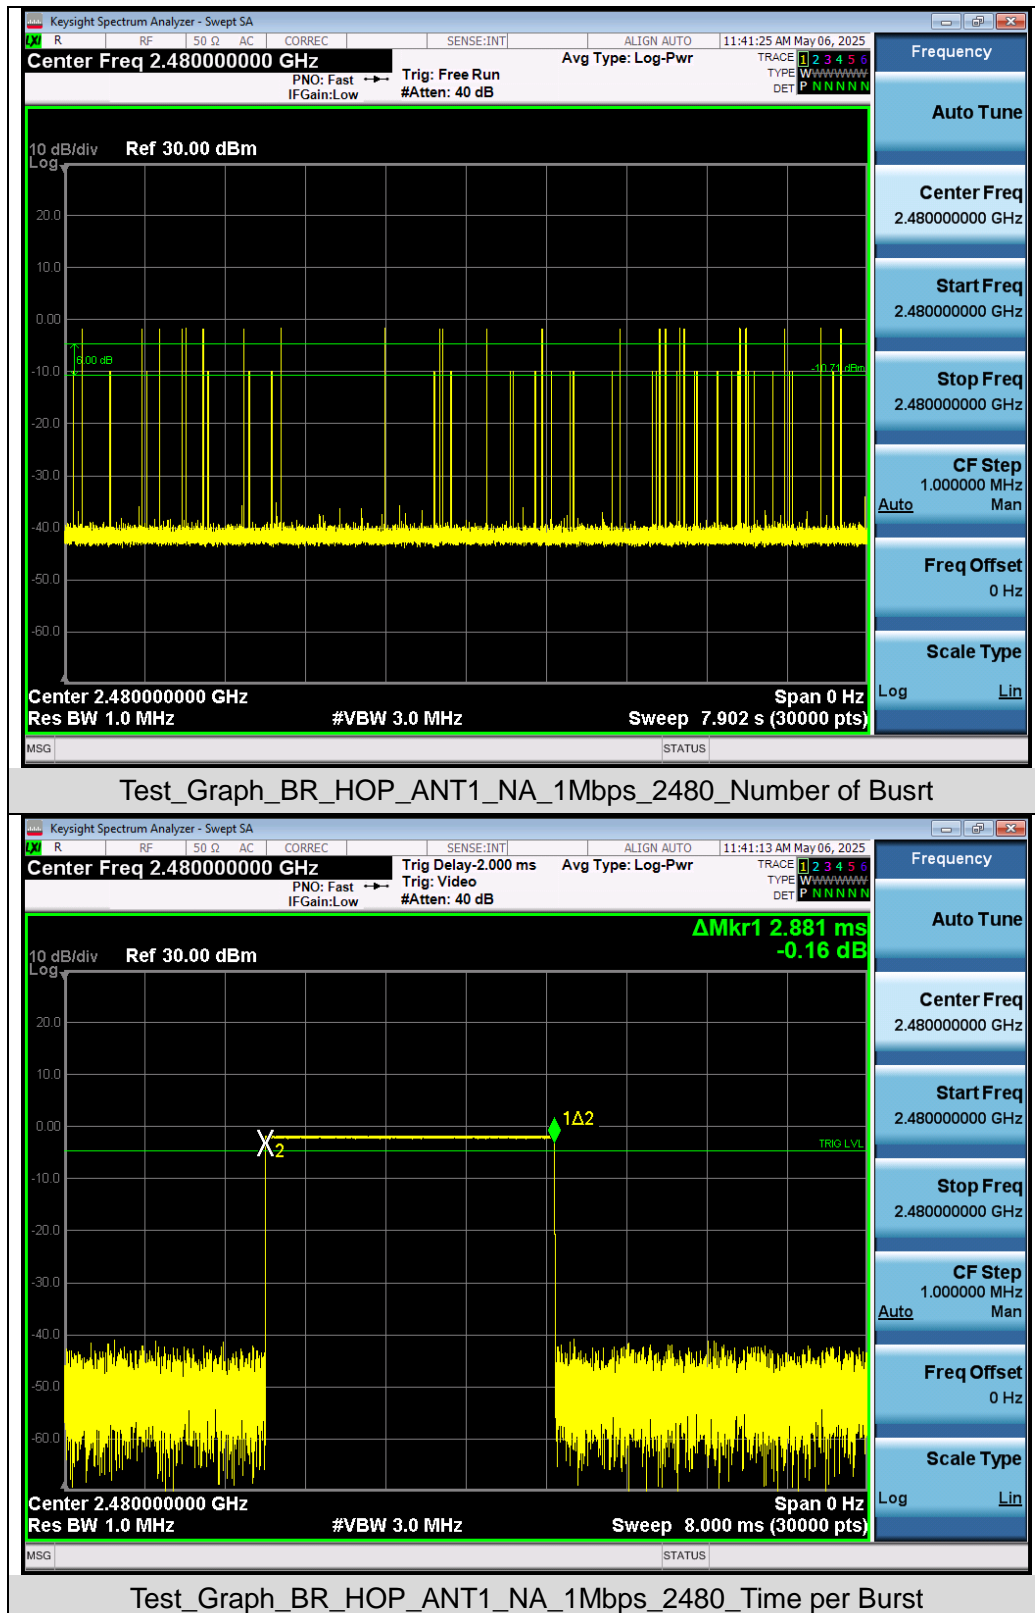 Keysight Spectrum Analyzer - Swept SA
LXI R RF 50 Ω AC CORREC SENSE:INT ALIGN AUTO 11:41:25 AM May 06, 2025
Center Freq 2.480000000 GHz Avg Type: Log-Pwr TRACE 1 2 3 4 5 6
PNO: Fast Trig: Free Run TYPE WWWWWW
IFGain:Low #Atten: 40 dB DET P N N N N N
Frequency
Auto Tune
10 dB/div Ref 30.00 dBm
Log
20.0
10.0
0.00
6.00 dB
-10.71 dBm
-10.0
-20.0
-30.0
-40.0
-50.0
-60.0
Center Freq
2.480000000 GHz
Start Freq
2.480000000 GHz
Stop Freq
2.480000000 GHz
CF Step
1.000000 MHz
Auto Man
Freq Offset
0 Hz
Scale Type
Log Lin
Center 2.480000000 GHz Span 0 Hz
Res BW 1.0 MHz #VBW 3.0 MHz Sweep 7.902 s (30000 pts)
MSG STATUS
Test_Graph_BR_HOP_ANT1_NA_1Mbps_2480_Number of Busrt
Keysight Spectrum Analyzer - Swept SA
LXI R RF 50 Ω AC CORREC SENSE:INT ALIGN AUTO 11:41:13 AM May 06, 2025
Center Freq 2.480000000 GHz Trig Delay-2.000 ms Avg Type: Log-Pwr TRACE 1 2 3 4 5 6
PNO: Fast Trig: Video TYPE WWWWWW
IFGain:Low #Atten: 40 dB DET P N N N N N
Frequency
Auto Tune
ΔMkr1 2.881 ms
-0.16 dB
10 dB/div Ref 30.00 dBm
Log
20.0
10.0
0.00
1Δ2
2
TRIG LVL
-10.0
-20.0
-30.0
-40.0
-50.0
-60.0
Center Freq
2.480000000 GHz
Start Freq
2.480000000 GHz
Stop Freq
2.480000000 GHz
CF Step
1.000000 MHz
Auto Man
Freq Offset
0 Hz
Scale Type
Log Lin
Center 2.480000000 GHz Span 0 Hz
Res BW 1.0 MHz #VBW 3.0 MHz Sweep 8.000 ms (30000 pts)
MSG STATUS
Test_Graph_BR_HOP_ANT1_NA_1Mbps_2480_Time per Burst